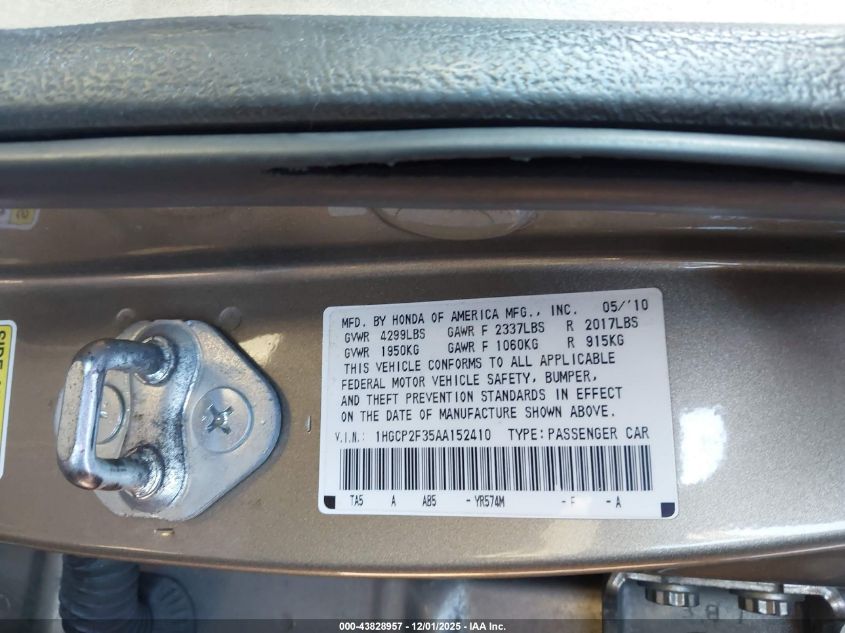 MFD. BY HONDA OF AMERICA MFG., INC. 05/'10
GVWR 4299LBS GAWR F 2337LBS R 2017LBS
GVWR 1950KG GAWR F 1060KG R 915KG
THIS VEHICLE CONFORMS TO ALL APPLICABLE
FEDERAL MOTOR VEHICLE SAFETY, BUMPER,
AND THEFT PREVENTION STANDARDS IN EFFECT
ON THE DATE OF MANUFACTURE SHOWN ABOVE.
V.I.N.: 1HGCP2F35AA152410 TYPE: PASSENGER CAR
TA5 A AB5 - YR574M - F - A
000-43828957 - 12/01/2025 - IAA Inc.